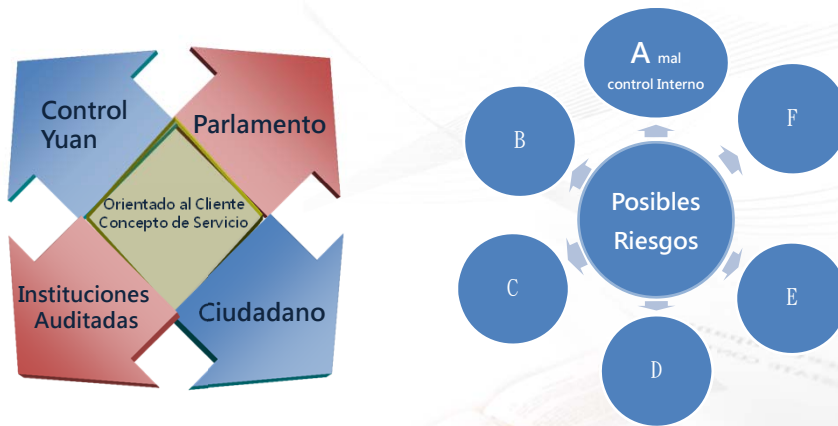 Control
Yuan
Parlamento
Orientado al Cliente
Concepto de Servicio
Instituciones
Auditadas
Ciudadano
A mal
control Interno
B
F
Posibles
Riesgos
C
E
D